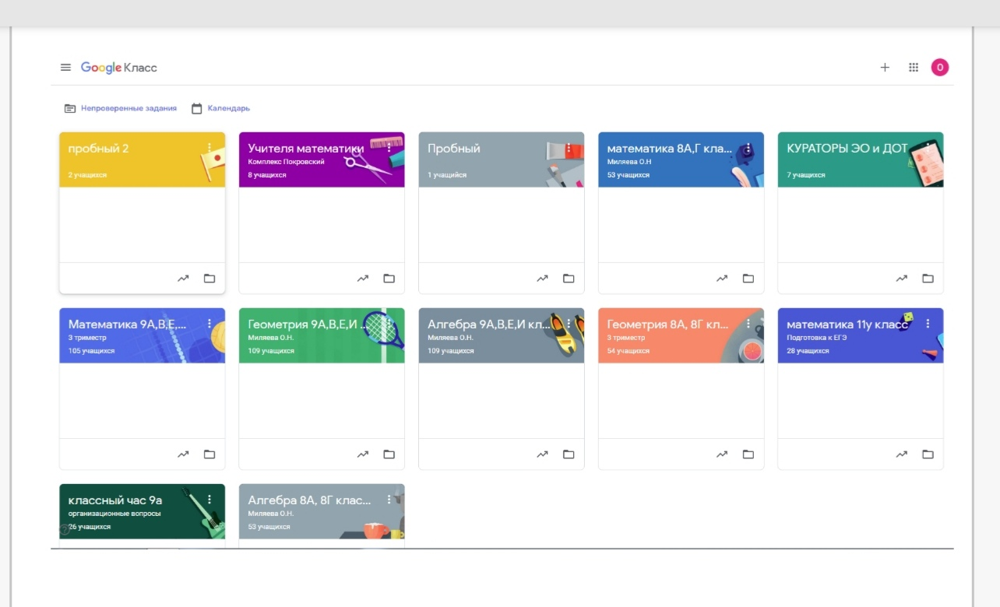 Google Класс
О
Непроверенные задания
Календарь
пробный 2
2 учащихся
Учителя математики
Комплекс Покровский
8 учащихся
Пробный
1 учащийся
математика 8А,Г кла...
Миляева О.Н
53 учащихся
КУРАТОРЫ ЭО и ДОТ
7 учащихся
Математика 9А,В,Е,...
3 триместр
105 учащихся
Геометрия 9А,В,Е,И ...
Миляева О.Н.
109 учащихся
Алгебра 9А,В,Е,И кл...
Миляева О.Н.
109 учащихся
Геометрия 8А, 8Г кл...
3 триместр
54 учащихся
математика 11у класс
Подготовка к ЕГЭ
28 учащихся
классный час 9а
организационные вопросы
26 учащихся
Алгебра 8А, 8Г клас...
Миляева О.Н.
53 учащихся